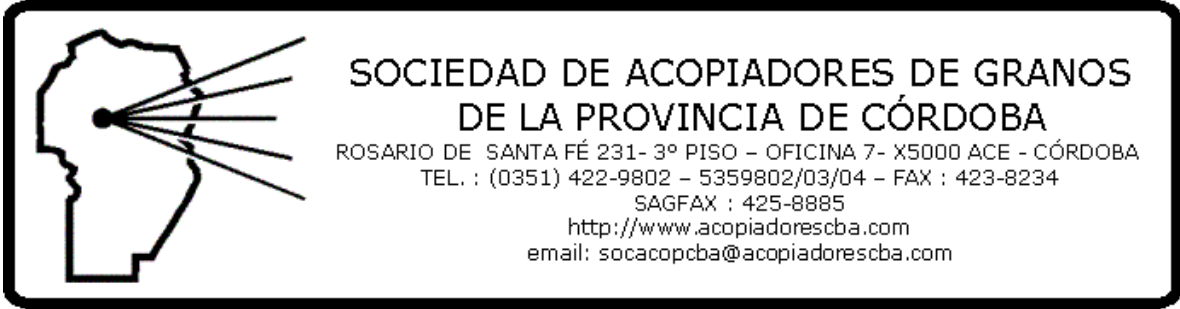 SOCIEDAD DE ACOPIADORES DE GRANOS
DE LA PROVINCIA DE CÓRDOBA
ROSARIO DE SANTA FÉ 231- 3º PISO – OFICINA 7- X5000 ACE - CÓRDOBA
TEL. : (0351) 422-9802 – 5359802/03/04 – FAX : 423-8234
SAGFAX : 425-8885
http://www.acopiadorescba.com
email: socacopcba@acopiadorescba.com